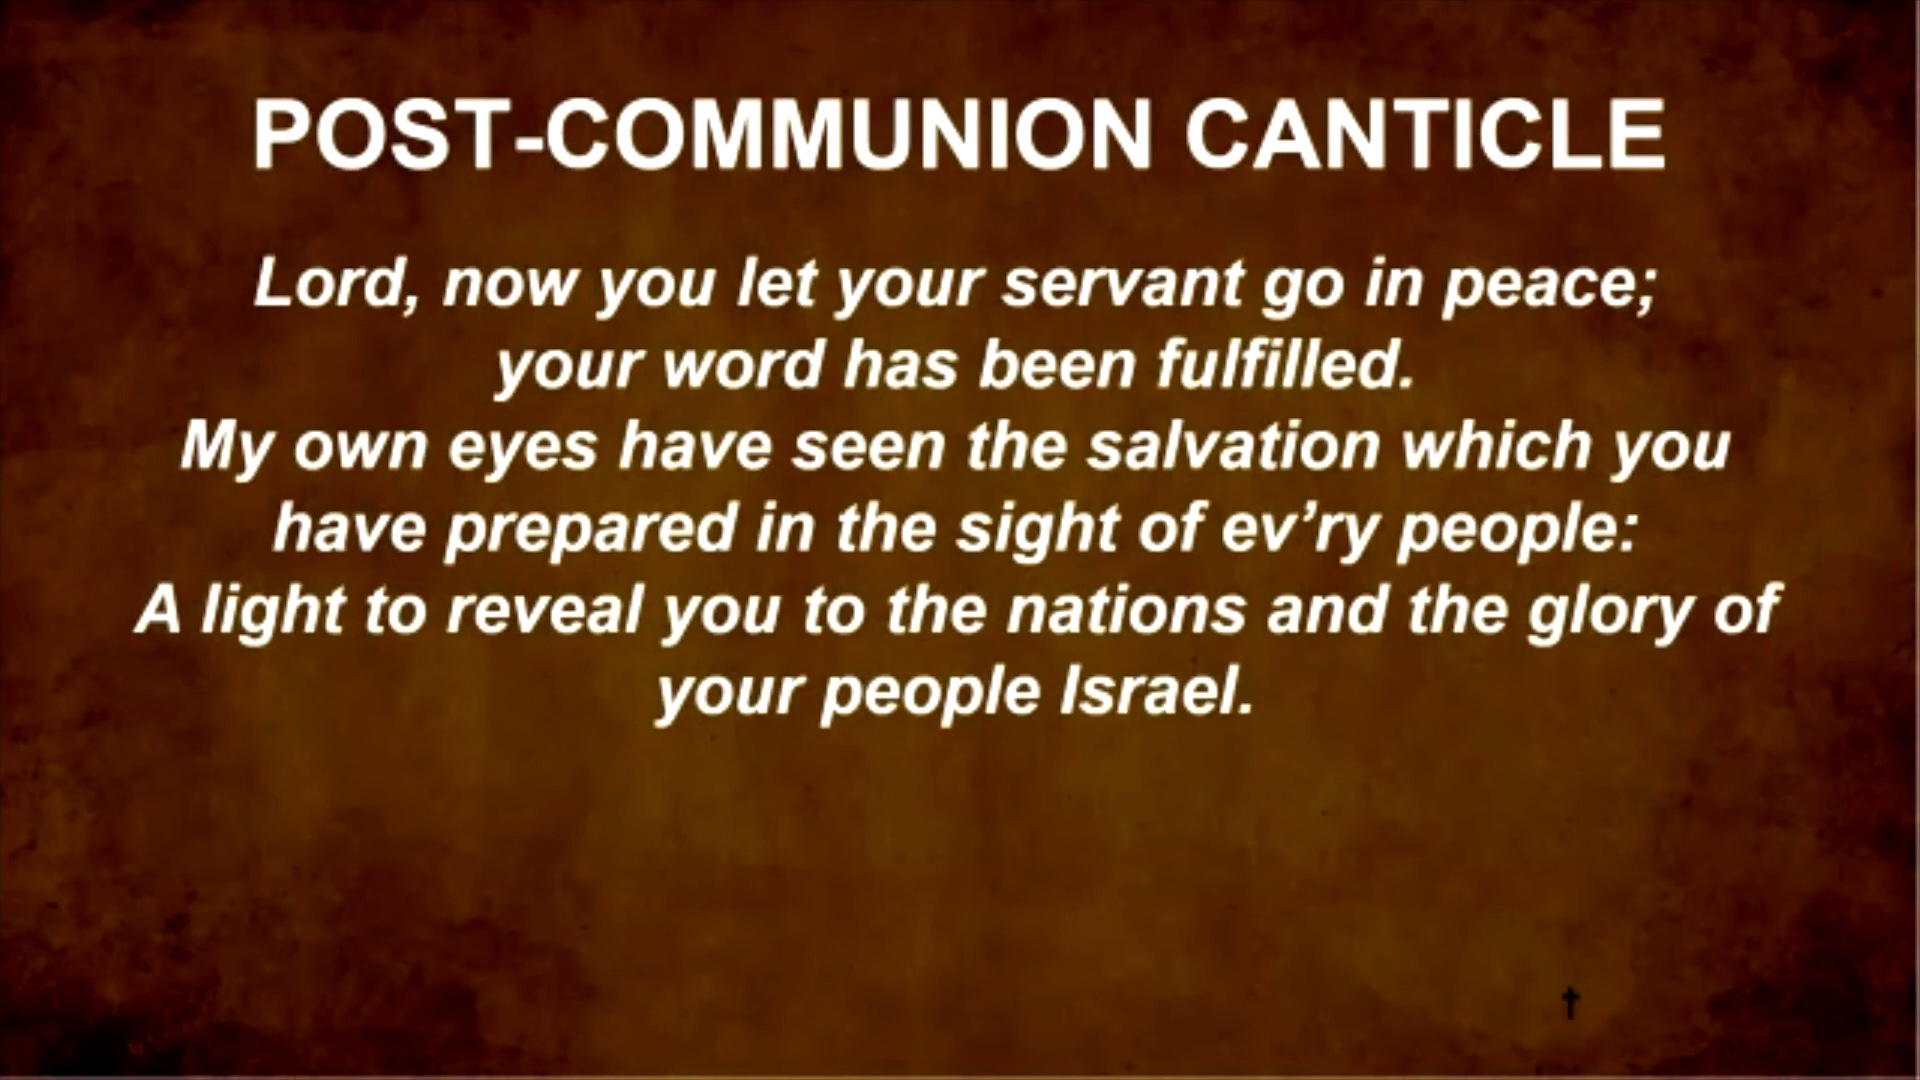 POST-COMMUNION CANTICLE
Lord, now you let your servant go in peace;
your word has been fulfilled.
My own eyes have seen the salvation which you
have prepared in the sight of ev’ry people:
A light to reveal you to the nations and the glory of
your people Israel.